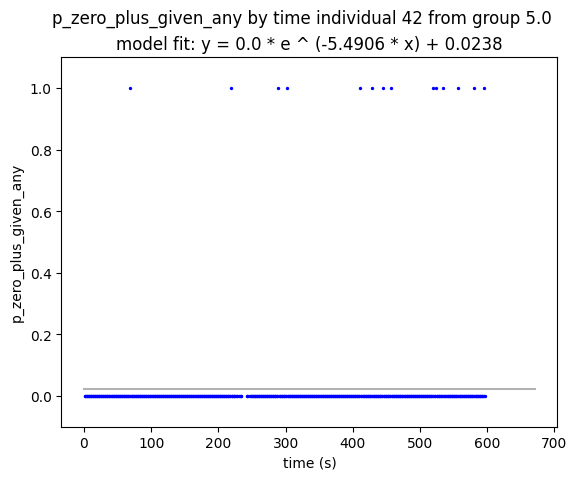 p_zero_plus_given_any by time individual 42 from group 5.0
model fit: y = 0.0 * e ^ (-5.4906 * x) + 0.0238
1.0
0.8
0.6
0.4
0.2
0.0
p_zero_plus_given_any
0 100 200 300 400 500 600 700
time (s)